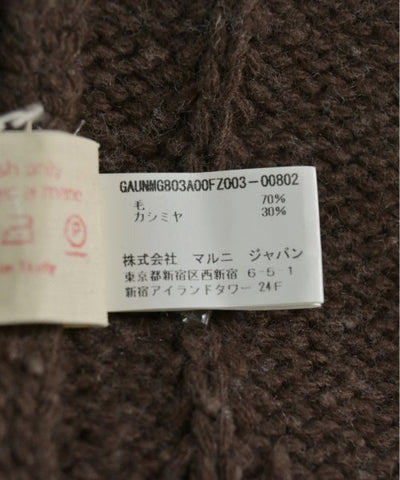 GAUNMG803A00FZ003-00802
毛 70%
カシミヤ 30%
株式会社 マルニ ジャパン
東京都新宿区西新宿 6-5-1
新宿アイランドタワー 24F
only
P